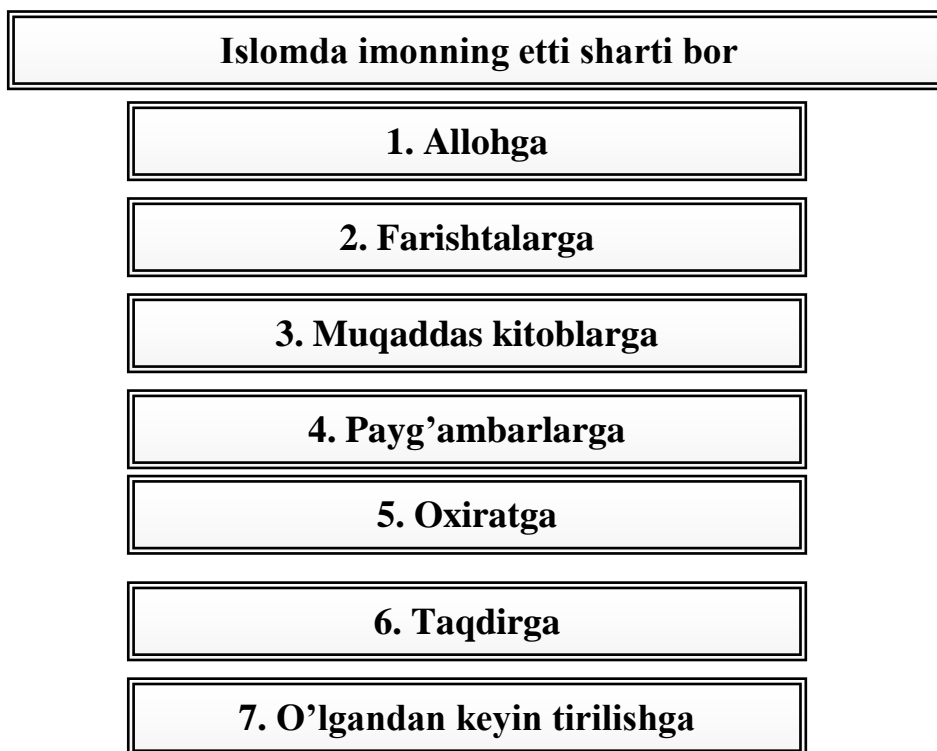 Islomda imonning etti sharti bor
1. Allohga
2. Farishtalarga
3. Muqaddas kitoblarga
4. Payg’ambarlarga
5. Oxiratga
6. Taqdirga
7. O’lgandan keyin tirilishga